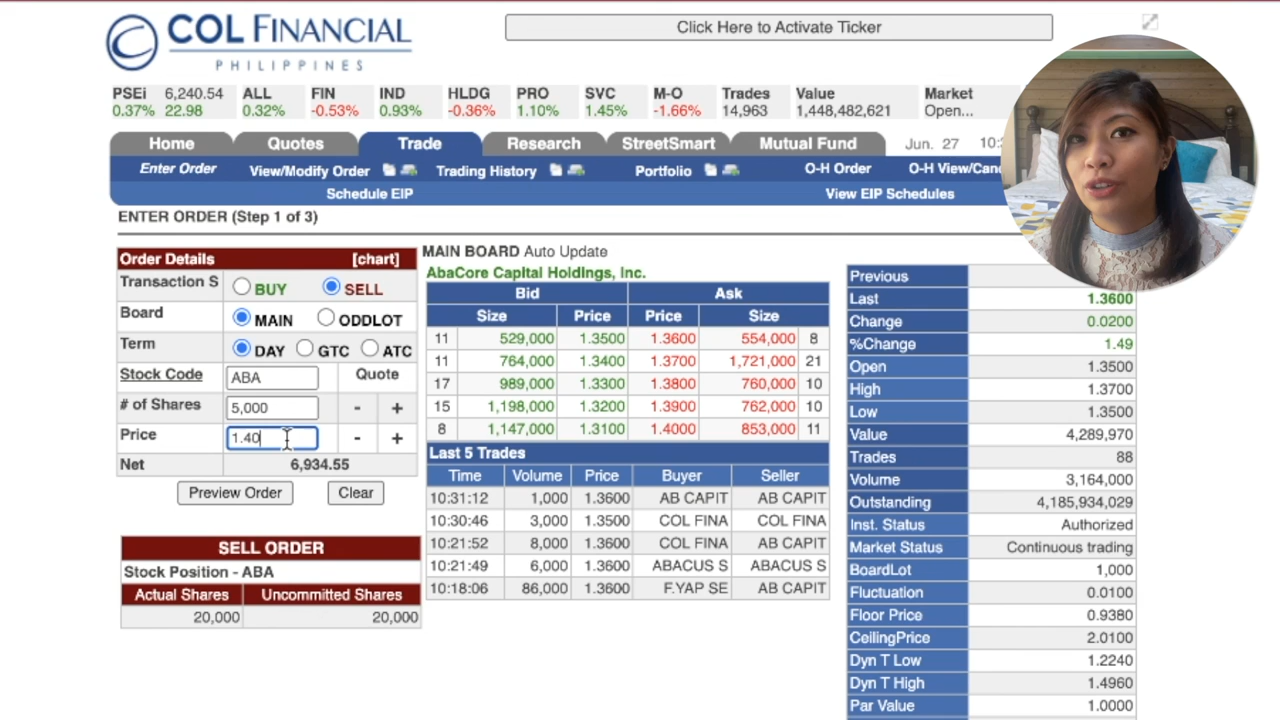 COL FINANCIAL
PHILIPPINES
Click Here to Activate Ticker
PSEi 6,240.54 ALL FIN IND HLDG PRO SVC M-O Trades Value Market
0.37% 22.98 0.32% -0.53% 0.93% -0.36% 1.10% 1.45% -1.66% 14,963 1,448,482,621 Open...
Home Quotes Trade Research StreetSmart Mutual Fund Jun. 27 10:
Enter Order View/Modify Order Trading History Portfolio O-H Order O-H View/Canc
Schedule EIP View EIP Schedules
ENTER ORDER (Step 1 of 3)
Order Details [chart]
Transaction S BUY SELL
Board MAIN ODDLOT
Term DAY GTC ATC
Stock Code ABA Quote
# of Shares 5,000 - +
Price 1.40 - +
Net 6,934.55
Preview Order Clear
SELL ORDER
Stock Position - ABA
Actual Shares Uncommitted Shares
20,000 20,000
MAIN BOARD Auto Update
AbaCore CapItal Holdings, Inc.
Bid Ask
Size Price Price Size
11 529,000 1.3500 1.3600 554,000 8
11 764,000 1.3400 1.3700 1,721,000 21
17 989,000 1.3300 1.3800 760,000 10
15 1,198,000 1.3200 1.3900 762,000 10
8 1,147,000 1.3100 1.4000 853,000 11
Last 5 Trades
Time Volume Price Buyer Seller
10:31:12 1,000 1.3600 AB CAPIT AB CAPIT
10:30:46 3,000 1.3500 COL FINA COL FINA
10:21:52 8,000 1.3600 COL FINA AB CAPIT
10:21:49 6,000 1.3600 ABACUS S ABACUS S
10:18:06 86,000 1.3600 F.YAP SE AB CAPIT
Previous
Last 1.3600
Change 0.0200
%Change 1.49
Open 1.3500
High 1.3700
Low 1.3500
Value 4,289,970
Trades 88
Volume 3,164,000
Outstanding 4,185,934,029
Inst. Status Authorized
Market Status Continuous trading
BoardLot 1,000
Fluctuation 0.0100
Floor Price 0.9380
CeilingPrice 2.0100
Dyn T Low 1.2240
Dyn T High 1.4960
Par Value 1.0000